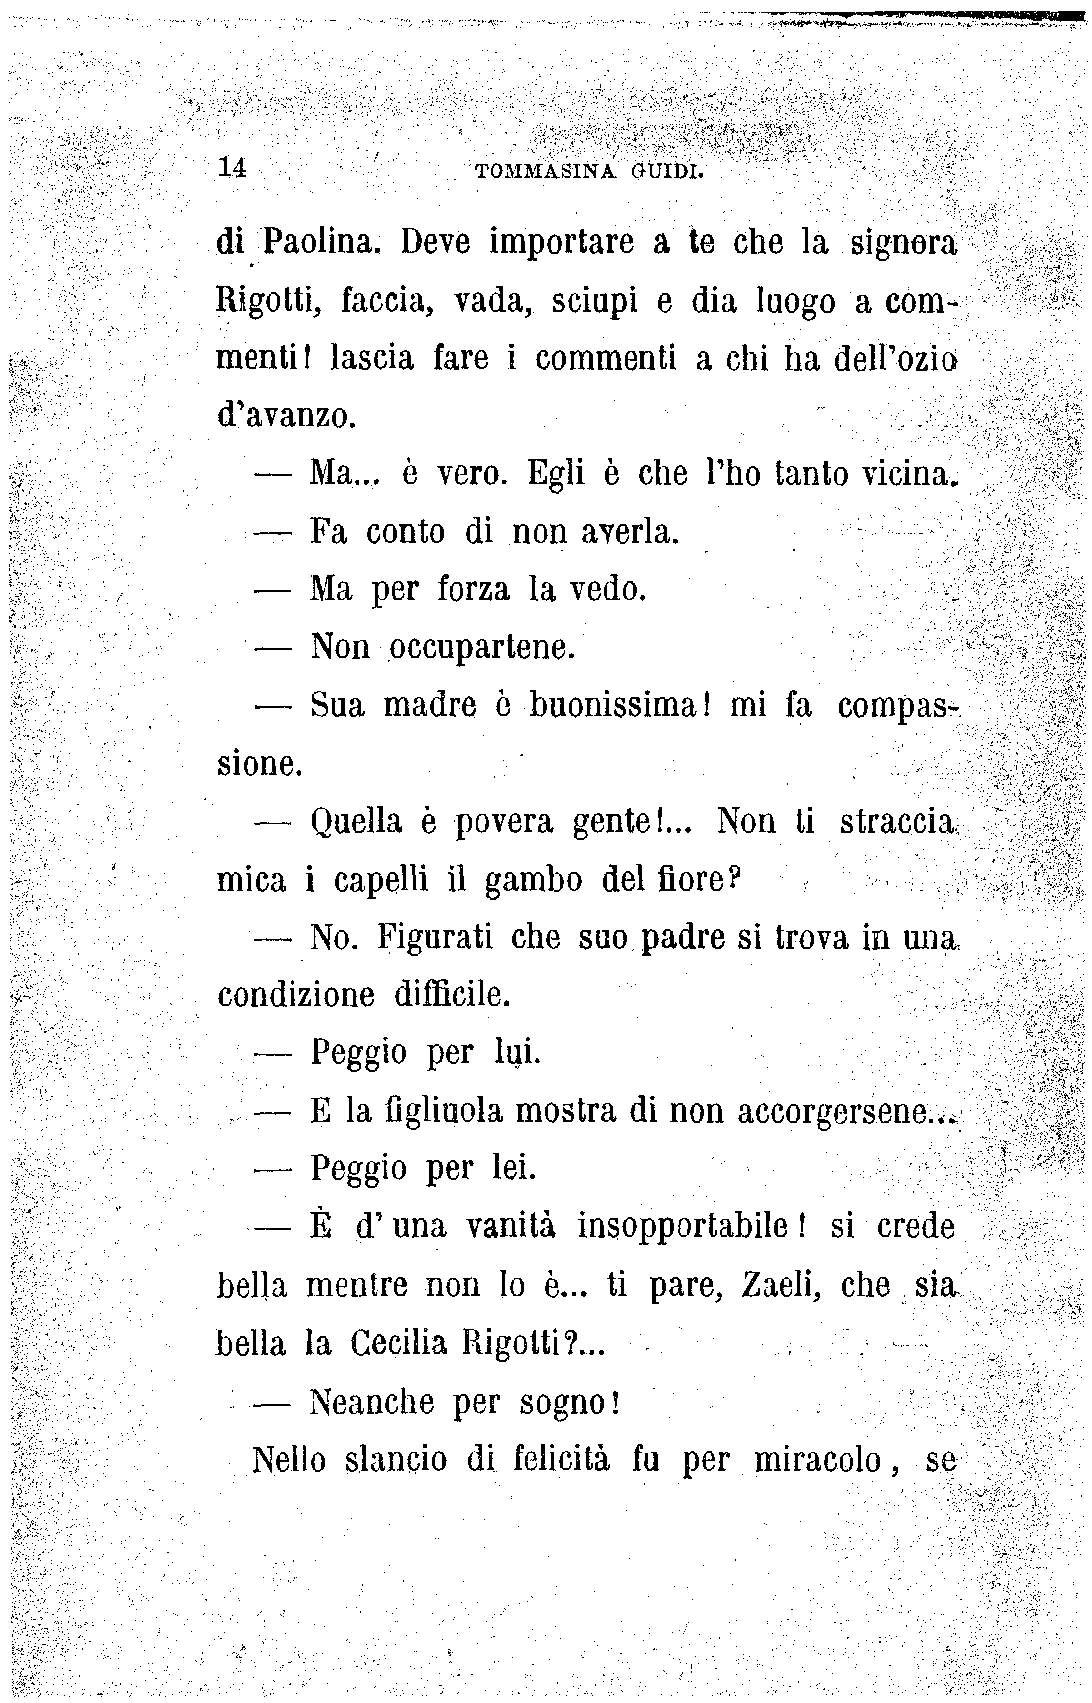 14 TOMMASINA GUIDI.
di Paolina. Deve importare a te che la signora
Rigotti, faccia, vada, sciupi e dia luogo a com-
menti! lascia fare i commenti a chi ha dell'ozio
d'avanzo.
— Ma... è vero. Egli è che l'ho tanto vicina.
— Fa conto di non averla.
— Ma per forza la vedo.
— Non occupartene.
— Sua madre è buonissima! mi fa compas-
sione.
— Quella è povera gente!... Non ti straccia
mica i capelli il gambo del fiore?
— No. Figurati che suo padre si trova in una
condizione difficile.
— Peggio per lui.
— E la figliuola mostra di non accorgersene...
— Peggio per lei.
— È d'una vanità insopportabile! si crede
bella mentre non lo è... ti pare, Zaeli, che sia
bella la Cecilia Rigotti?...
— Neanche per sogno!
Nello slancio di felicità fu per miracolo, se